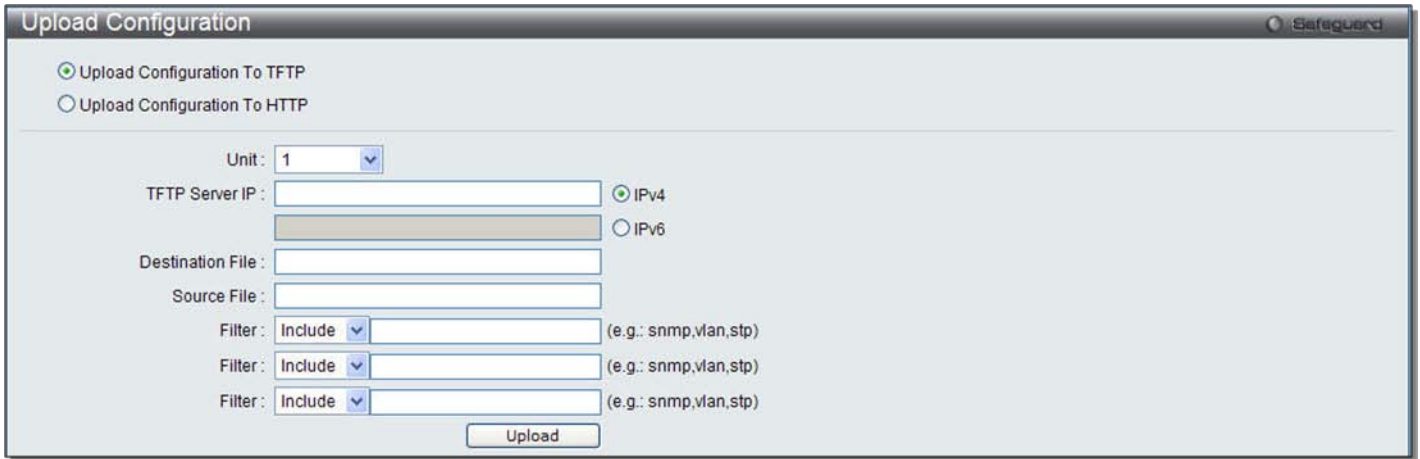 Upload Configuration
Safeguard
Upload Configuration To TFTP
Upload Configuration To HTTP
Unit : 1
TFTP Server IP : IPv4
IPv6
Destination File :
Source File :
Filter : Include (e.g.: snmp,vlan,stp)
Filter : Include (e.g.: snmp,vlan,stp)
Filter : Include (e.g.: snmp,vlan,stp)
Upload